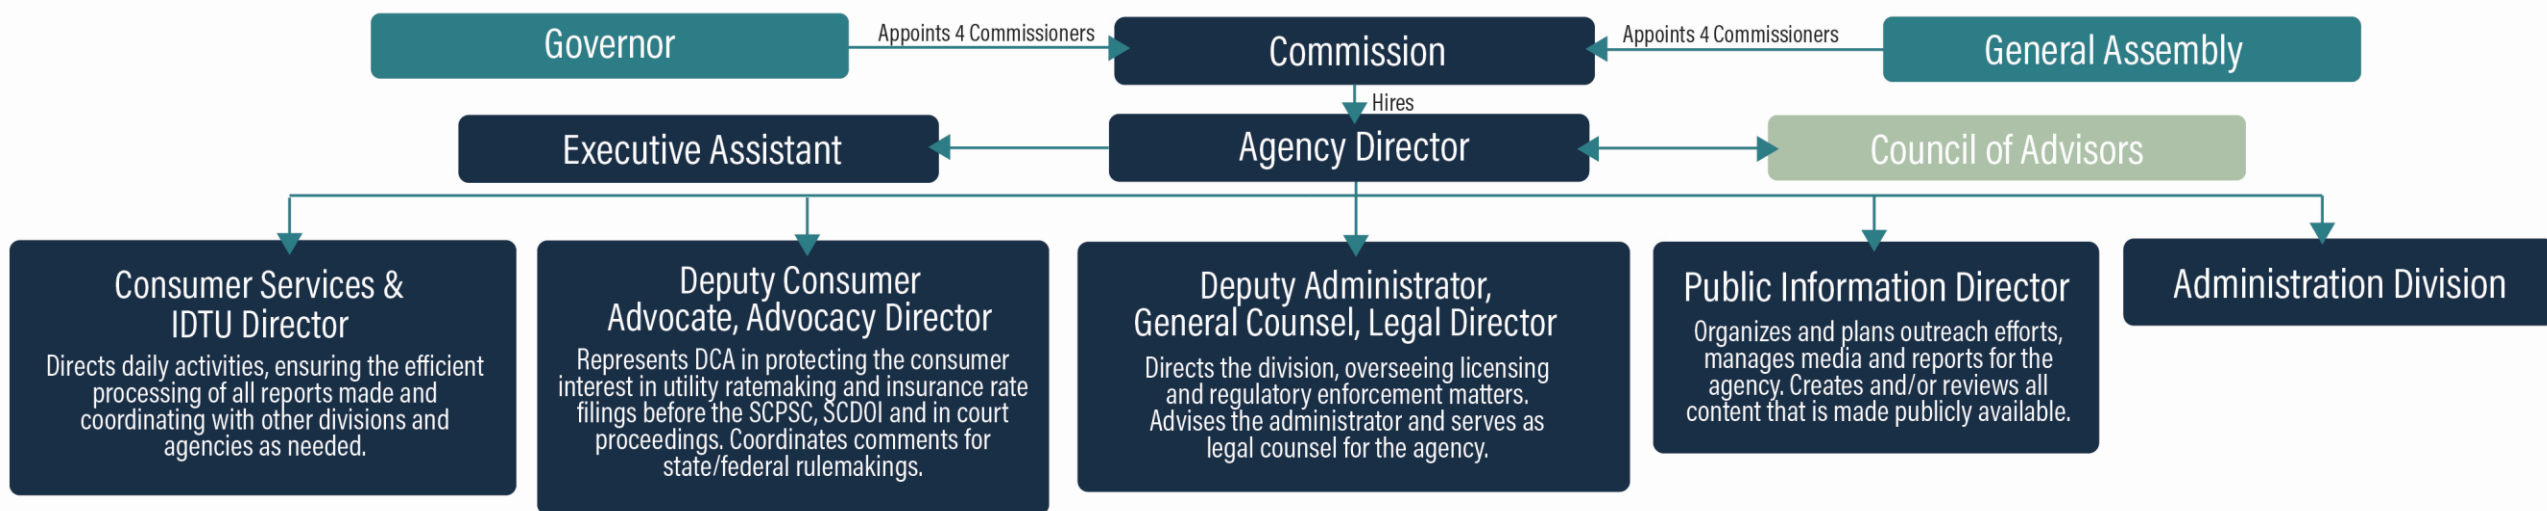 Governor
Appoints 4 Commissioners
Commission
Appoints 4 Commissioners
General Assembly
Hires
Executive Assistant
Agency Director
Council of Advisors
Consumer Services &
IDTU Director
Directs daily activities, ensuring the efficient
processing of all reports made and
coordinating with other divisions and
agencies as needed.
Deputy Consumer
Advocate, Advocacy Director
Represents DCA in protecting the consumer
interest in utility ratemaking and insurance rate
filings before the SCPSC, SCDOI and in court
proceedings. Coordinates comments for
state/federal rulemakings.
Deputy Administrator,
General Counsel, Legal Director
Directs the division, overseeing licensing
and regulatory enforcement matters.
Advises the administrator and serves as
legal counsel for the agency.
Public Information Director
Organizes and plans outreach efforts,
manages media and reports for the
agency. Creates and/or reviews all
content that is made publicly available.
Administration Division